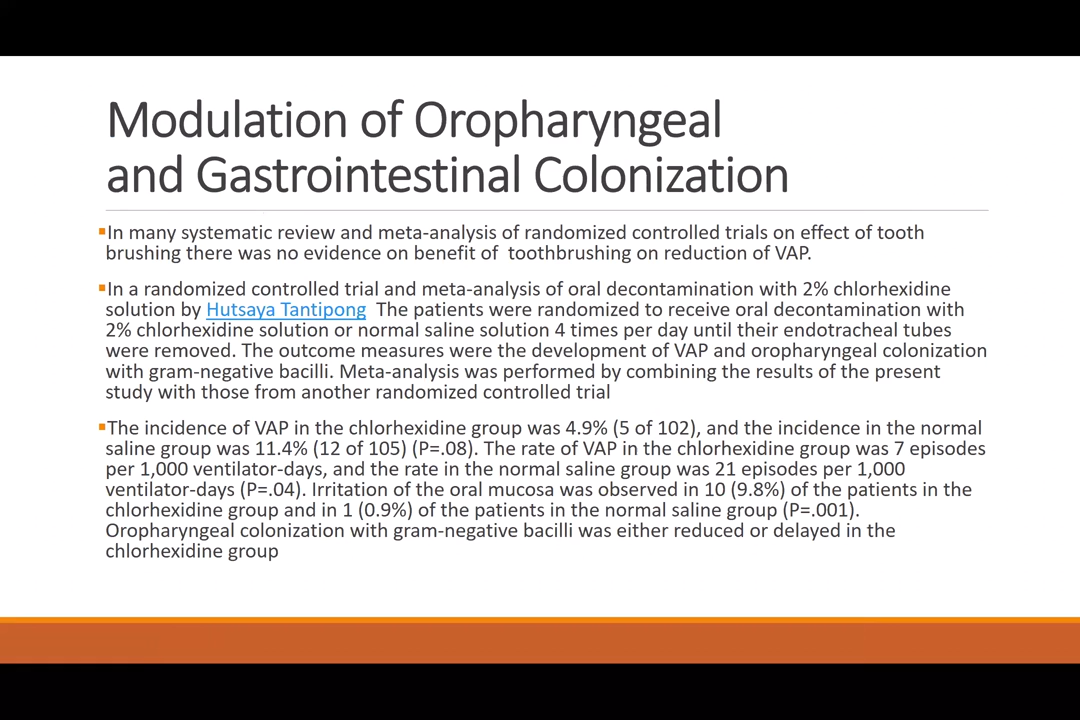 Modulation of Oropharyngeal
and Gastrointestinal Colonization
▪In many systematic review and meta-analysis of randomized controlled trials on effect of tooth
brushing there was no evidence on benefit of  toothbrushing on reduction of VAP.
▪In a randomized controlled trial and meta-analysis of oral decontamination with 2% chlorhexidine
solution by Hutsaya Tantipong  The patients were randomized to receive oral decontamination with
2% chlorhexidine solution or normal saline solution 4 times per day until their endotracheal tubes
were removed. The outcome measures were the development of VAP and oropharyngeal colonization
with gram-negative bacilli. Meta-analysis was performed by combining the results of the present
study with those from another randomized controlled trial
▪The incidence of VAP in the chlorhexidine group was 4.9% (5 of 102), and the incidence in the normal
saline group was 11.4% (12 of 105) (P=.08). The rate of VAP in the chlorhexidine group was 7 episodes
per 1,000 ventilator-days, and the rate in the normal saline group was 21 episodes per 1,000
ventilator-days (P=.04). Irritation of the oral mucosa was observed in 10 (9.8%) of the patients in the
chlorhexidine group and in 1 (0.9%) of the patients in the normal saline group (P=.001).
Oropharyngeal colonization with gram-negative bacilli was either reduced or delayed in the
chlorhexidine group